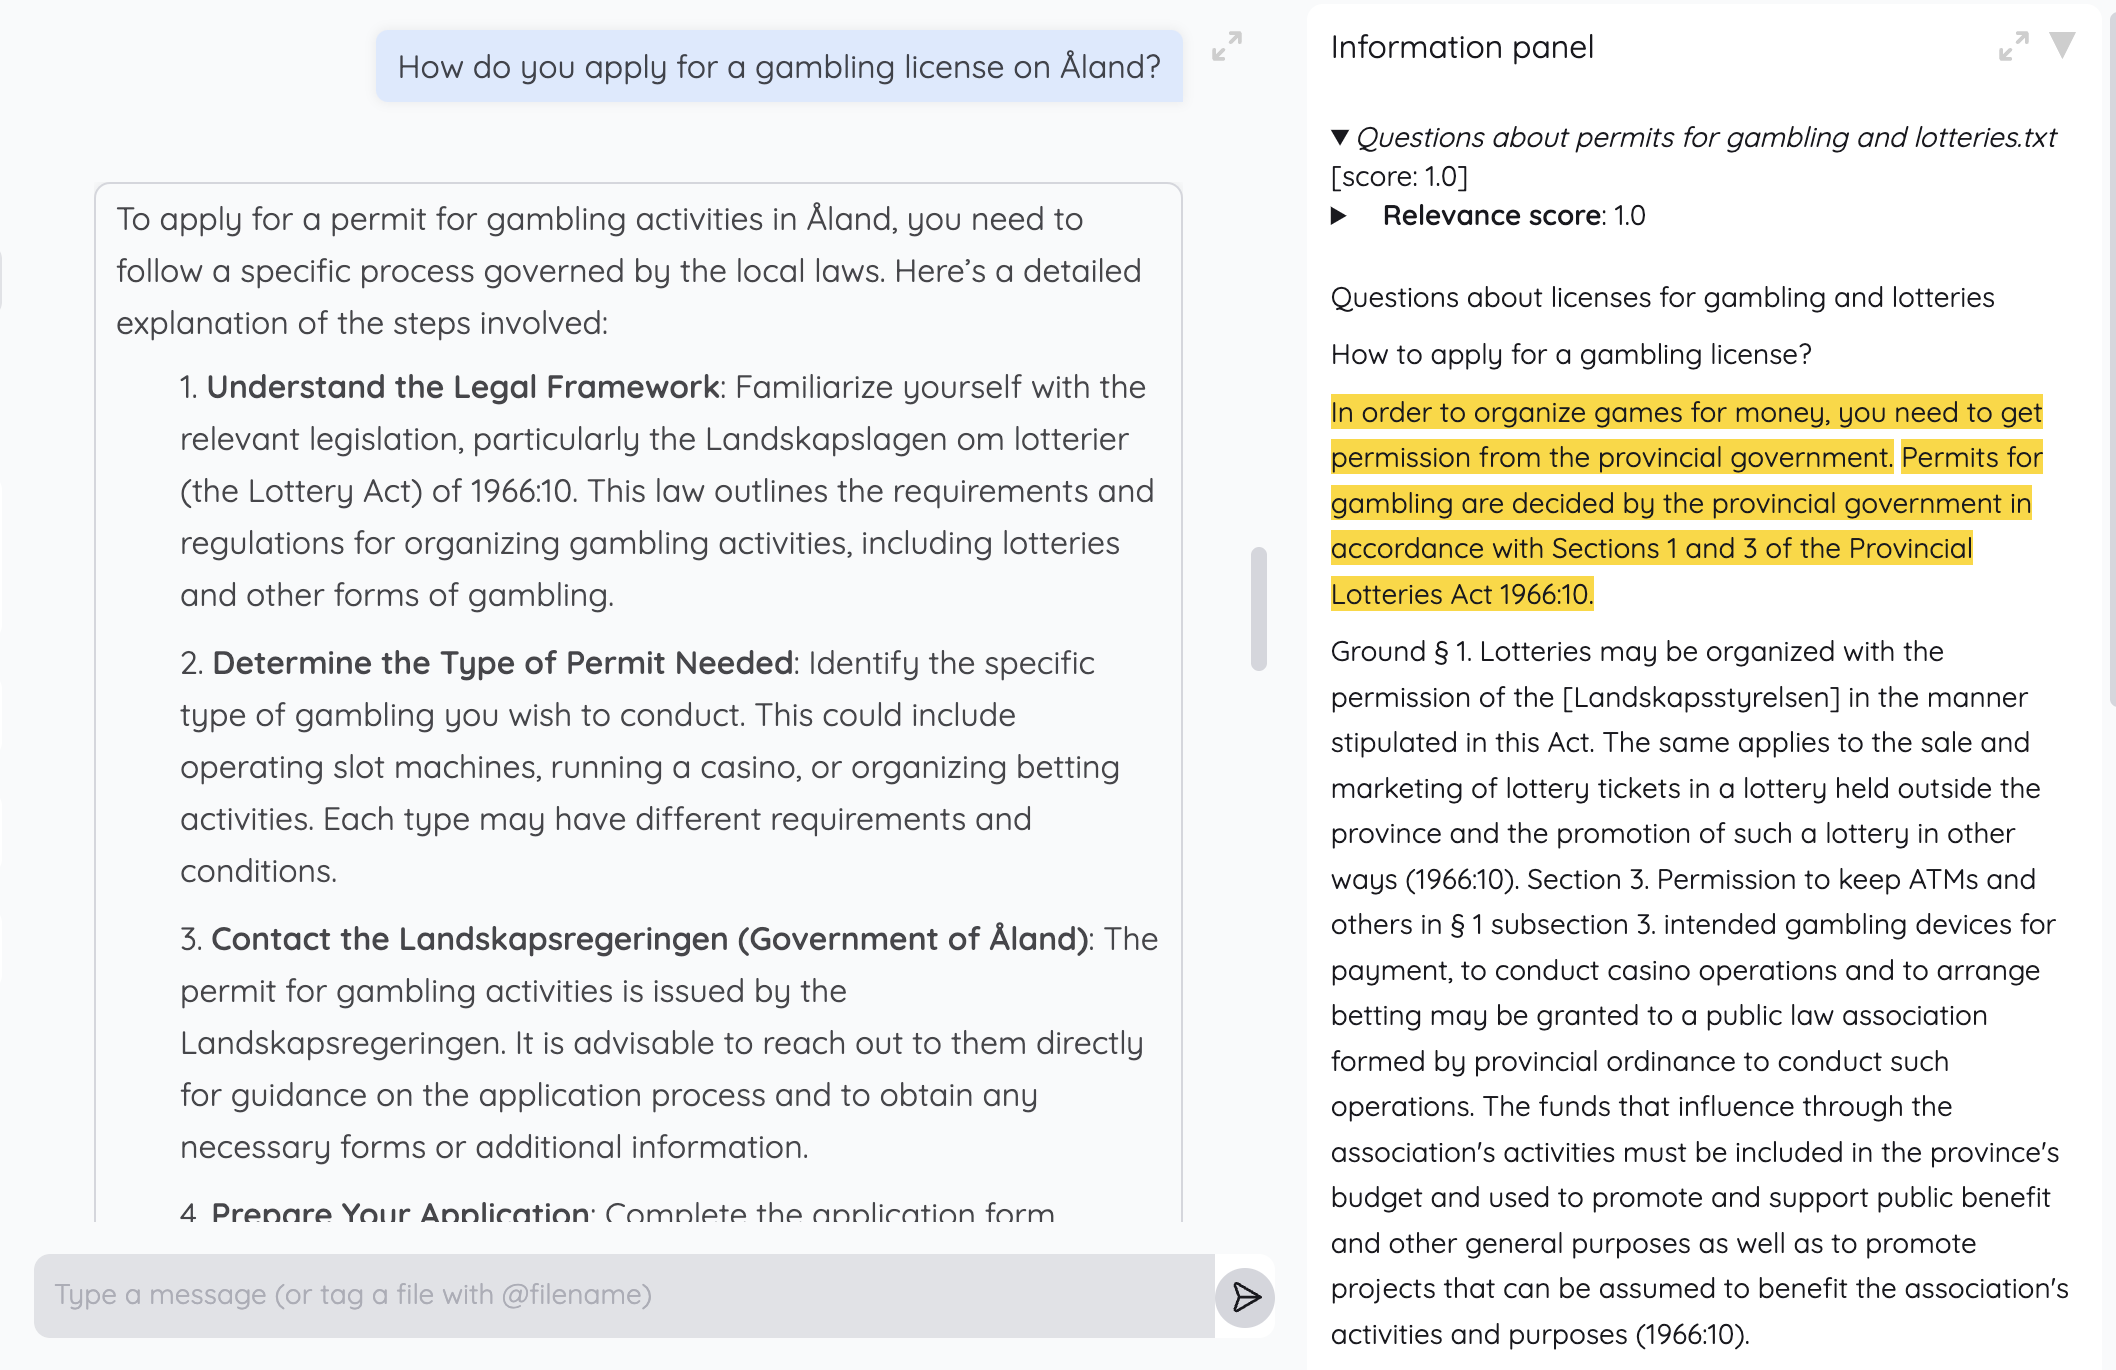 How do you apply for a gambling license on Åland?
To apply for a permit for gambling activities in Åland, you need to
follow a specific process governed by the local laws. Here’s a detailed
explanation of the steps involved:
1. Understand the Legal Framework: Familiarize yourself with the
relevant legislation, particularly the Landskapslagen om lotterier
(the Lottery Act) of 1966:10. This law outlines the requirements and
regulations for organizing gambling activities, including lotteries
and other forms of gambling.
2. Determine the Type of Permit Needed: Identify the specific
type of gambling you wish to conduct. This could include
operating slot machines, running a casino, or organizing betting
activities. Each type may have different requirements and
conditions.
3. Contact the Landskapsregeringen (Government of Åland): The
permit for gambling activities is issued by the
Landskapsregeringen. It is advisable to reach out to them directly
for guidance on the application process and to obtain any
necessary forms or additional information.
4. Prepare Your Application: Complete the application form
Type a message (or tag a file with @filename)
Information panel
Questions about permits for gambling and lotteries.txt
[score: 1.0]
Relevance score: 1.0
Questions about licenses for gambling and lotteries
How to apply for a gambling license?
In order to organize games for money, you need to get
permission from the provincial government. Permits for
gambling are decided by the provincial government in
accordance with Sections 1 and 3 of the Provincial
Lotteries Act 1966:10.
Ground § 1. Lotteries may be organized with the
permission of the [Landskapsstyrelsen] in the manner
stipulated in this Act. The same applies to the sale and
marketing of lottery tickets in a lottery held outside the
province and the promotion of such a lottery in other
ways (1966:10). Section 3. Permission to keep ATMs and
others in § 1 subsection 3. intended gambling devices for
payment, to conduct casino operations and to arrange
betting may be granted to a public law association
formed by provincial ordinance to conduct such
operations. The funds that influence through the
association's activities must be included in the province's
budget and used to promote and support public benefit
and other general purposes as well as to promote
projects that can be assumed to benefit the association's
activities and purposes (1966:10).